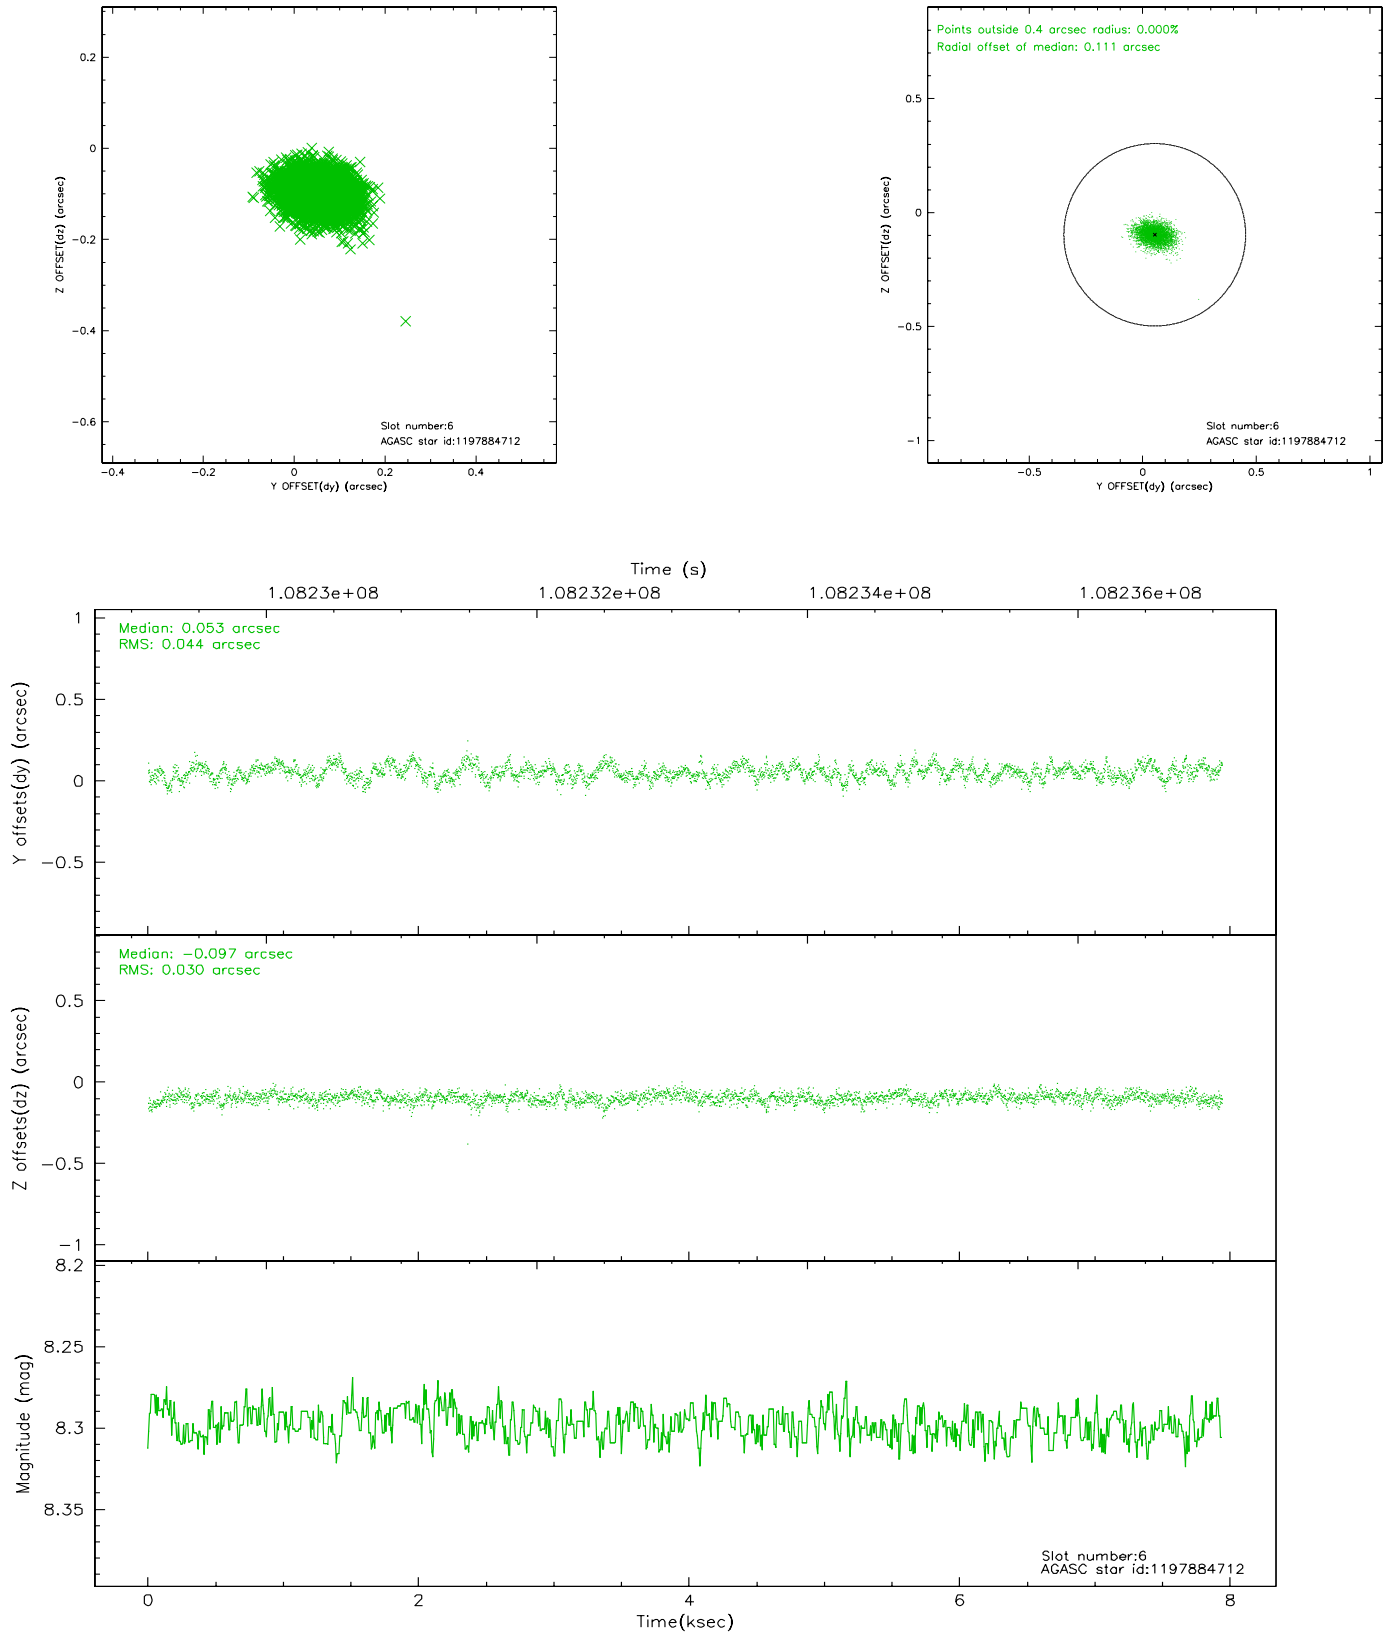 0.2
0
−0.2
−0.4
−0.6
Z OFFSET(dz) (arcsec)
Slot number:6
AGASC star id:1197884712
−0.4 −0.2 0 0.2 0.4
Y OFFSET(dy) (arcsec)
Points outside 0.4 arcsec radius: 0.000%
Radial offset of median: 0.111 arcsec
0.5
0
−0.5
−1
Z OFFSET(dz) (arcsec)
Slot number:6
AGASC star id:1197884712
−0.5 0 0.5 1
Y OFFSET(dy) (arcsec)
Time (s)
1.0823e+08 1.08232e+08 1.08234e+08 1.08236e+08
Median: 0.053 arcsec
RMS: 0.044 arcsec
1
0.5
0
−0.5
Y offsets(dy) (arcsec)
Median: −0.097 arcsec
RMS: 0.030 arcsec
0.5
0
−0.5
−1
Z offsets(dz) (arcsec)
8.2
8.25
8.3
8.35
Magnitude (mag)
Slot number:6
AGASC star id:1197884712
0 2 4 6 8
Time(ksec)